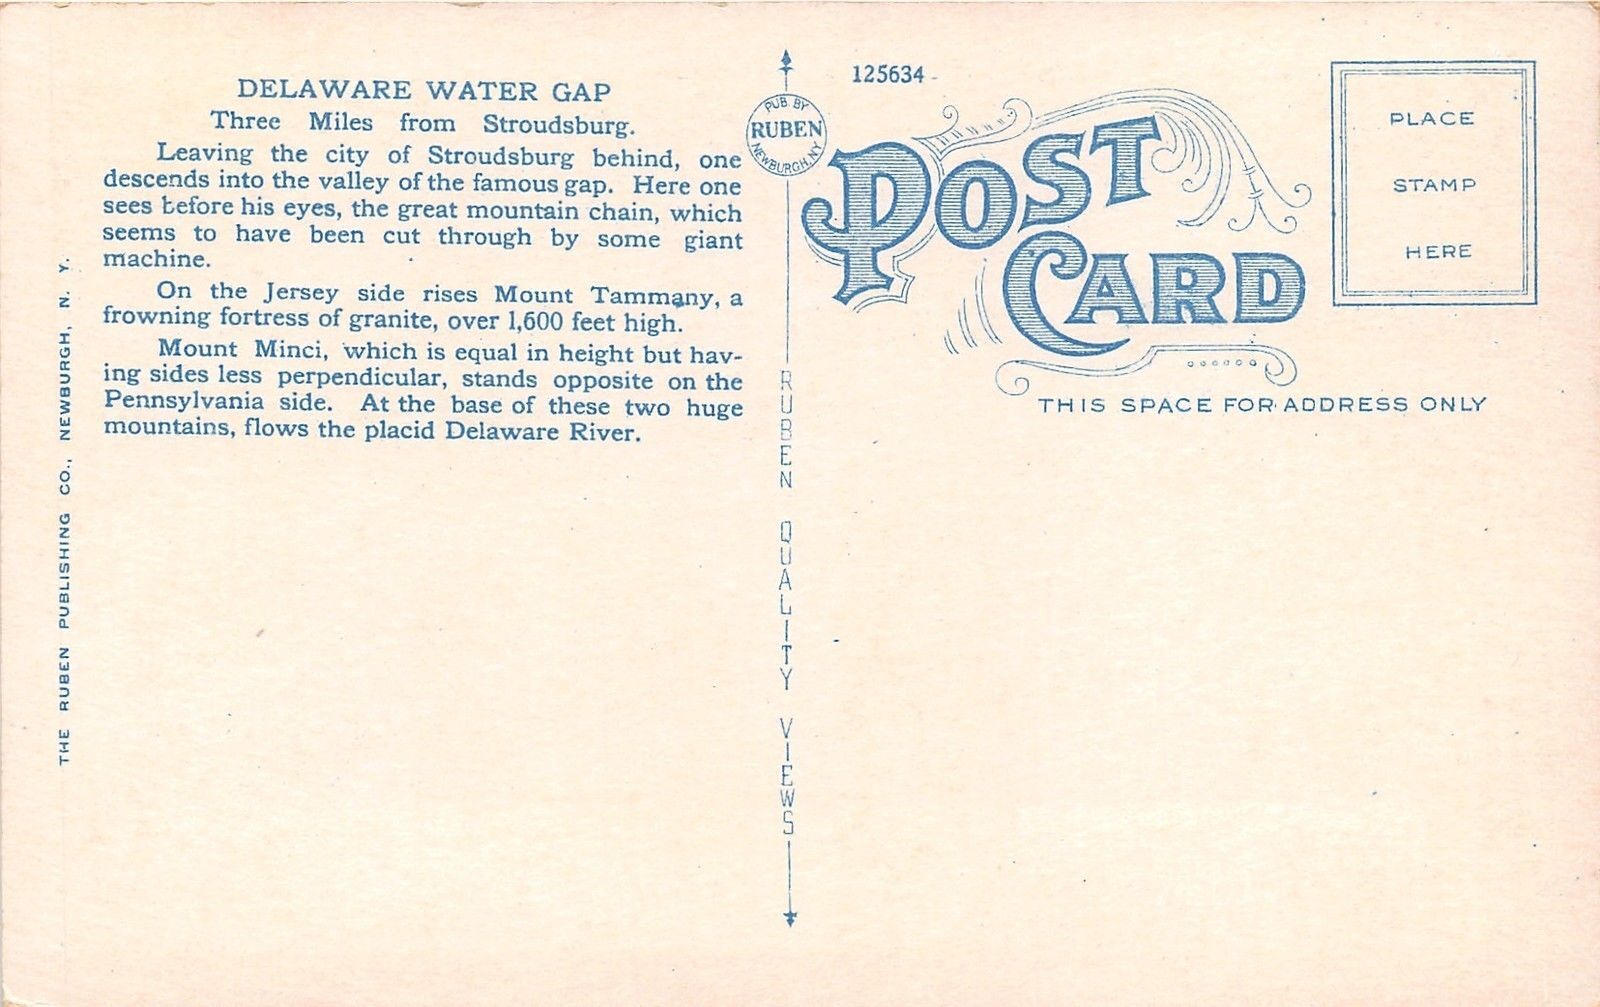 DELAWARE WATER GAP
Three Miles from Stroudsburg.
Leaving the city of Stroudsburg behind, one
descends into the valley of the famous gap. Here one
sees before his eyes, the great mountain chain, which
seems to have been cut through by some giant
machine.
On the Jersey side rises Mount Tammany, a
frowning fortress of granite, over 1,600 feet high.
Mount Minci, which is equal in height but hav-
ing sides less perpendicular, stands opposite on the
Pennsylvania side. At the base of these two huge
mountains, flows the placid Delaware River.
THE RUBEN PUBLISHING CO., NEWBURGH, N. Y.
PUB BY
RUBEN
NEWBURGH, N.Y.
RUBEN QUALITY VIEWS
125634
POST
CARD
PLACE
STAMP
HERE
THIS SPACE FOR ADDRESS ONLY